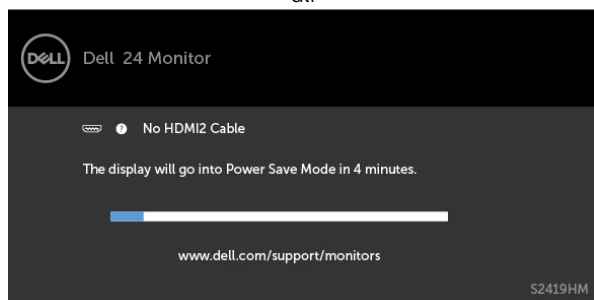 DELL
Dell 24 Monitor
? No HDMI2 Cable
The display will go into Power Save Mode in 4 minutes.
www.dell.com/support/monitors
S2419HM